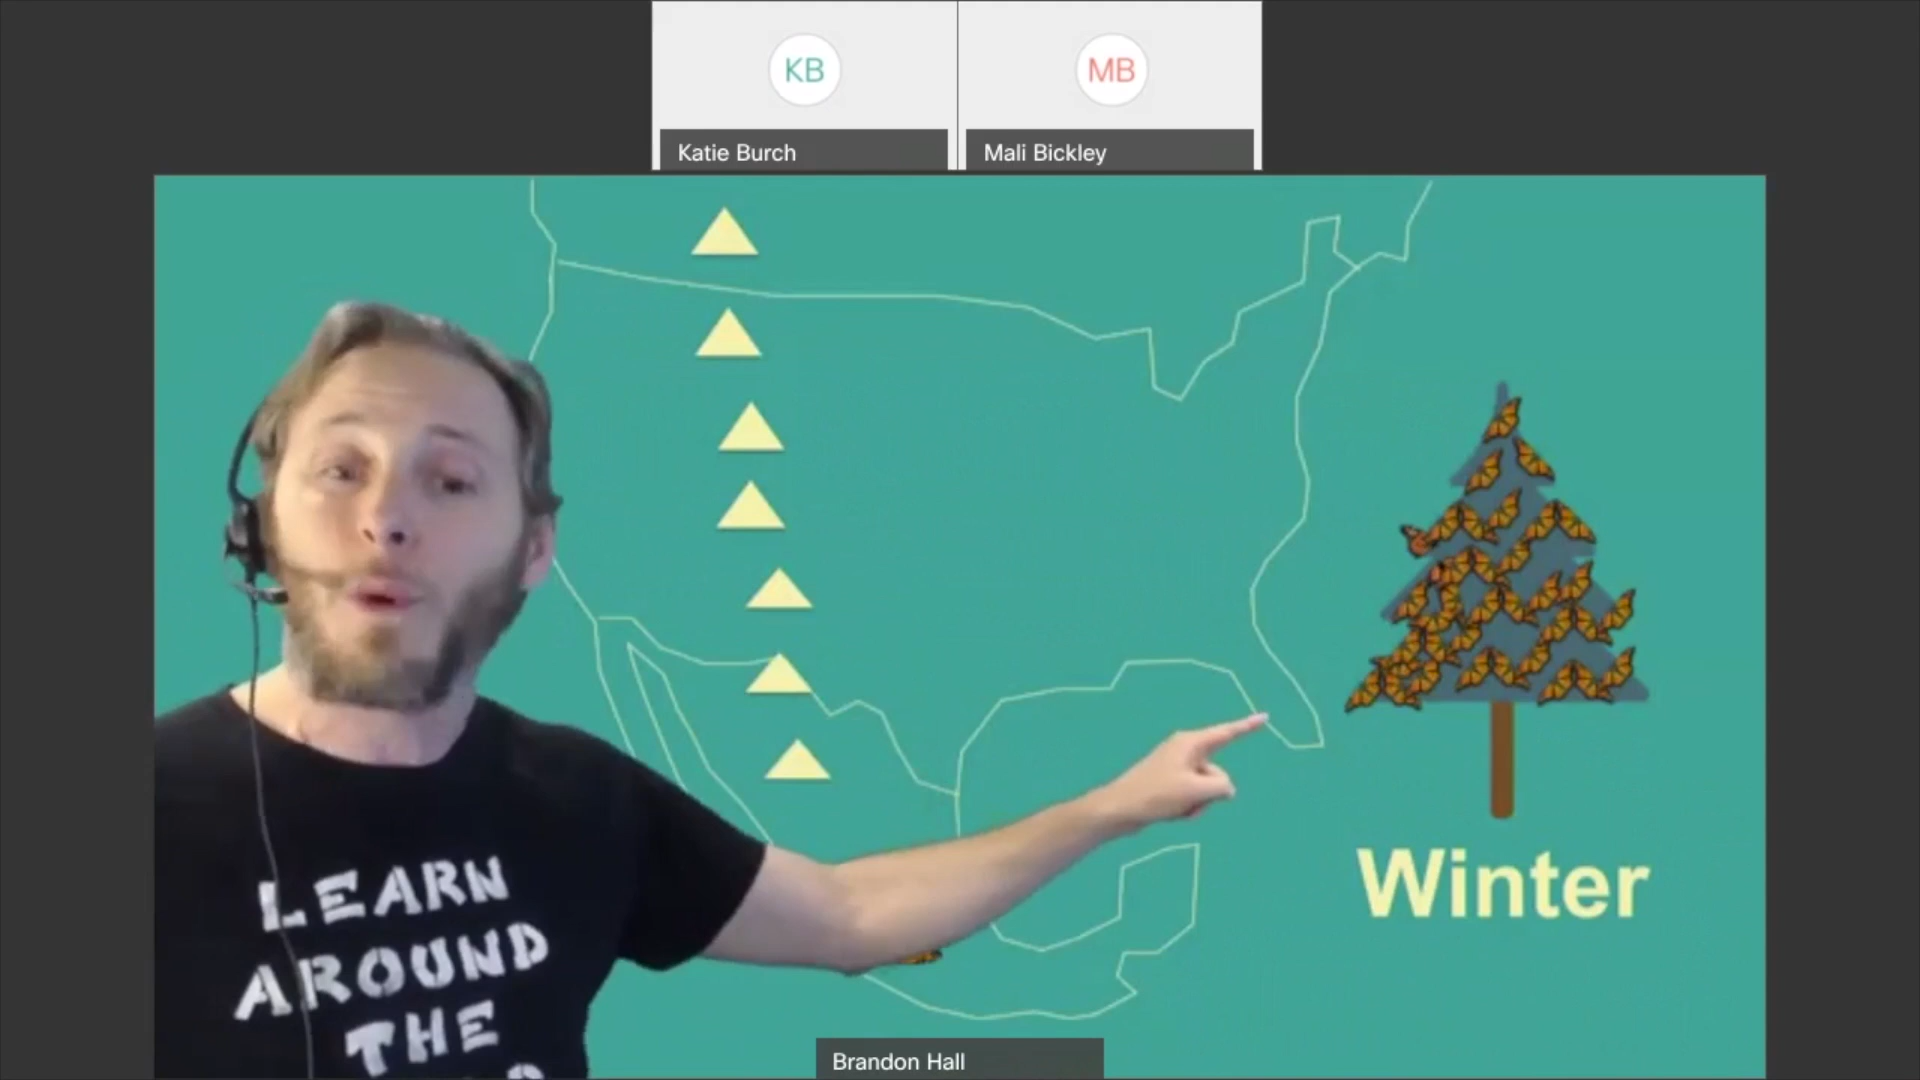 KB
MB
Katie Burch
Mali Bickley
Winter
LEARN
AROUND
THE
Brandon Hall